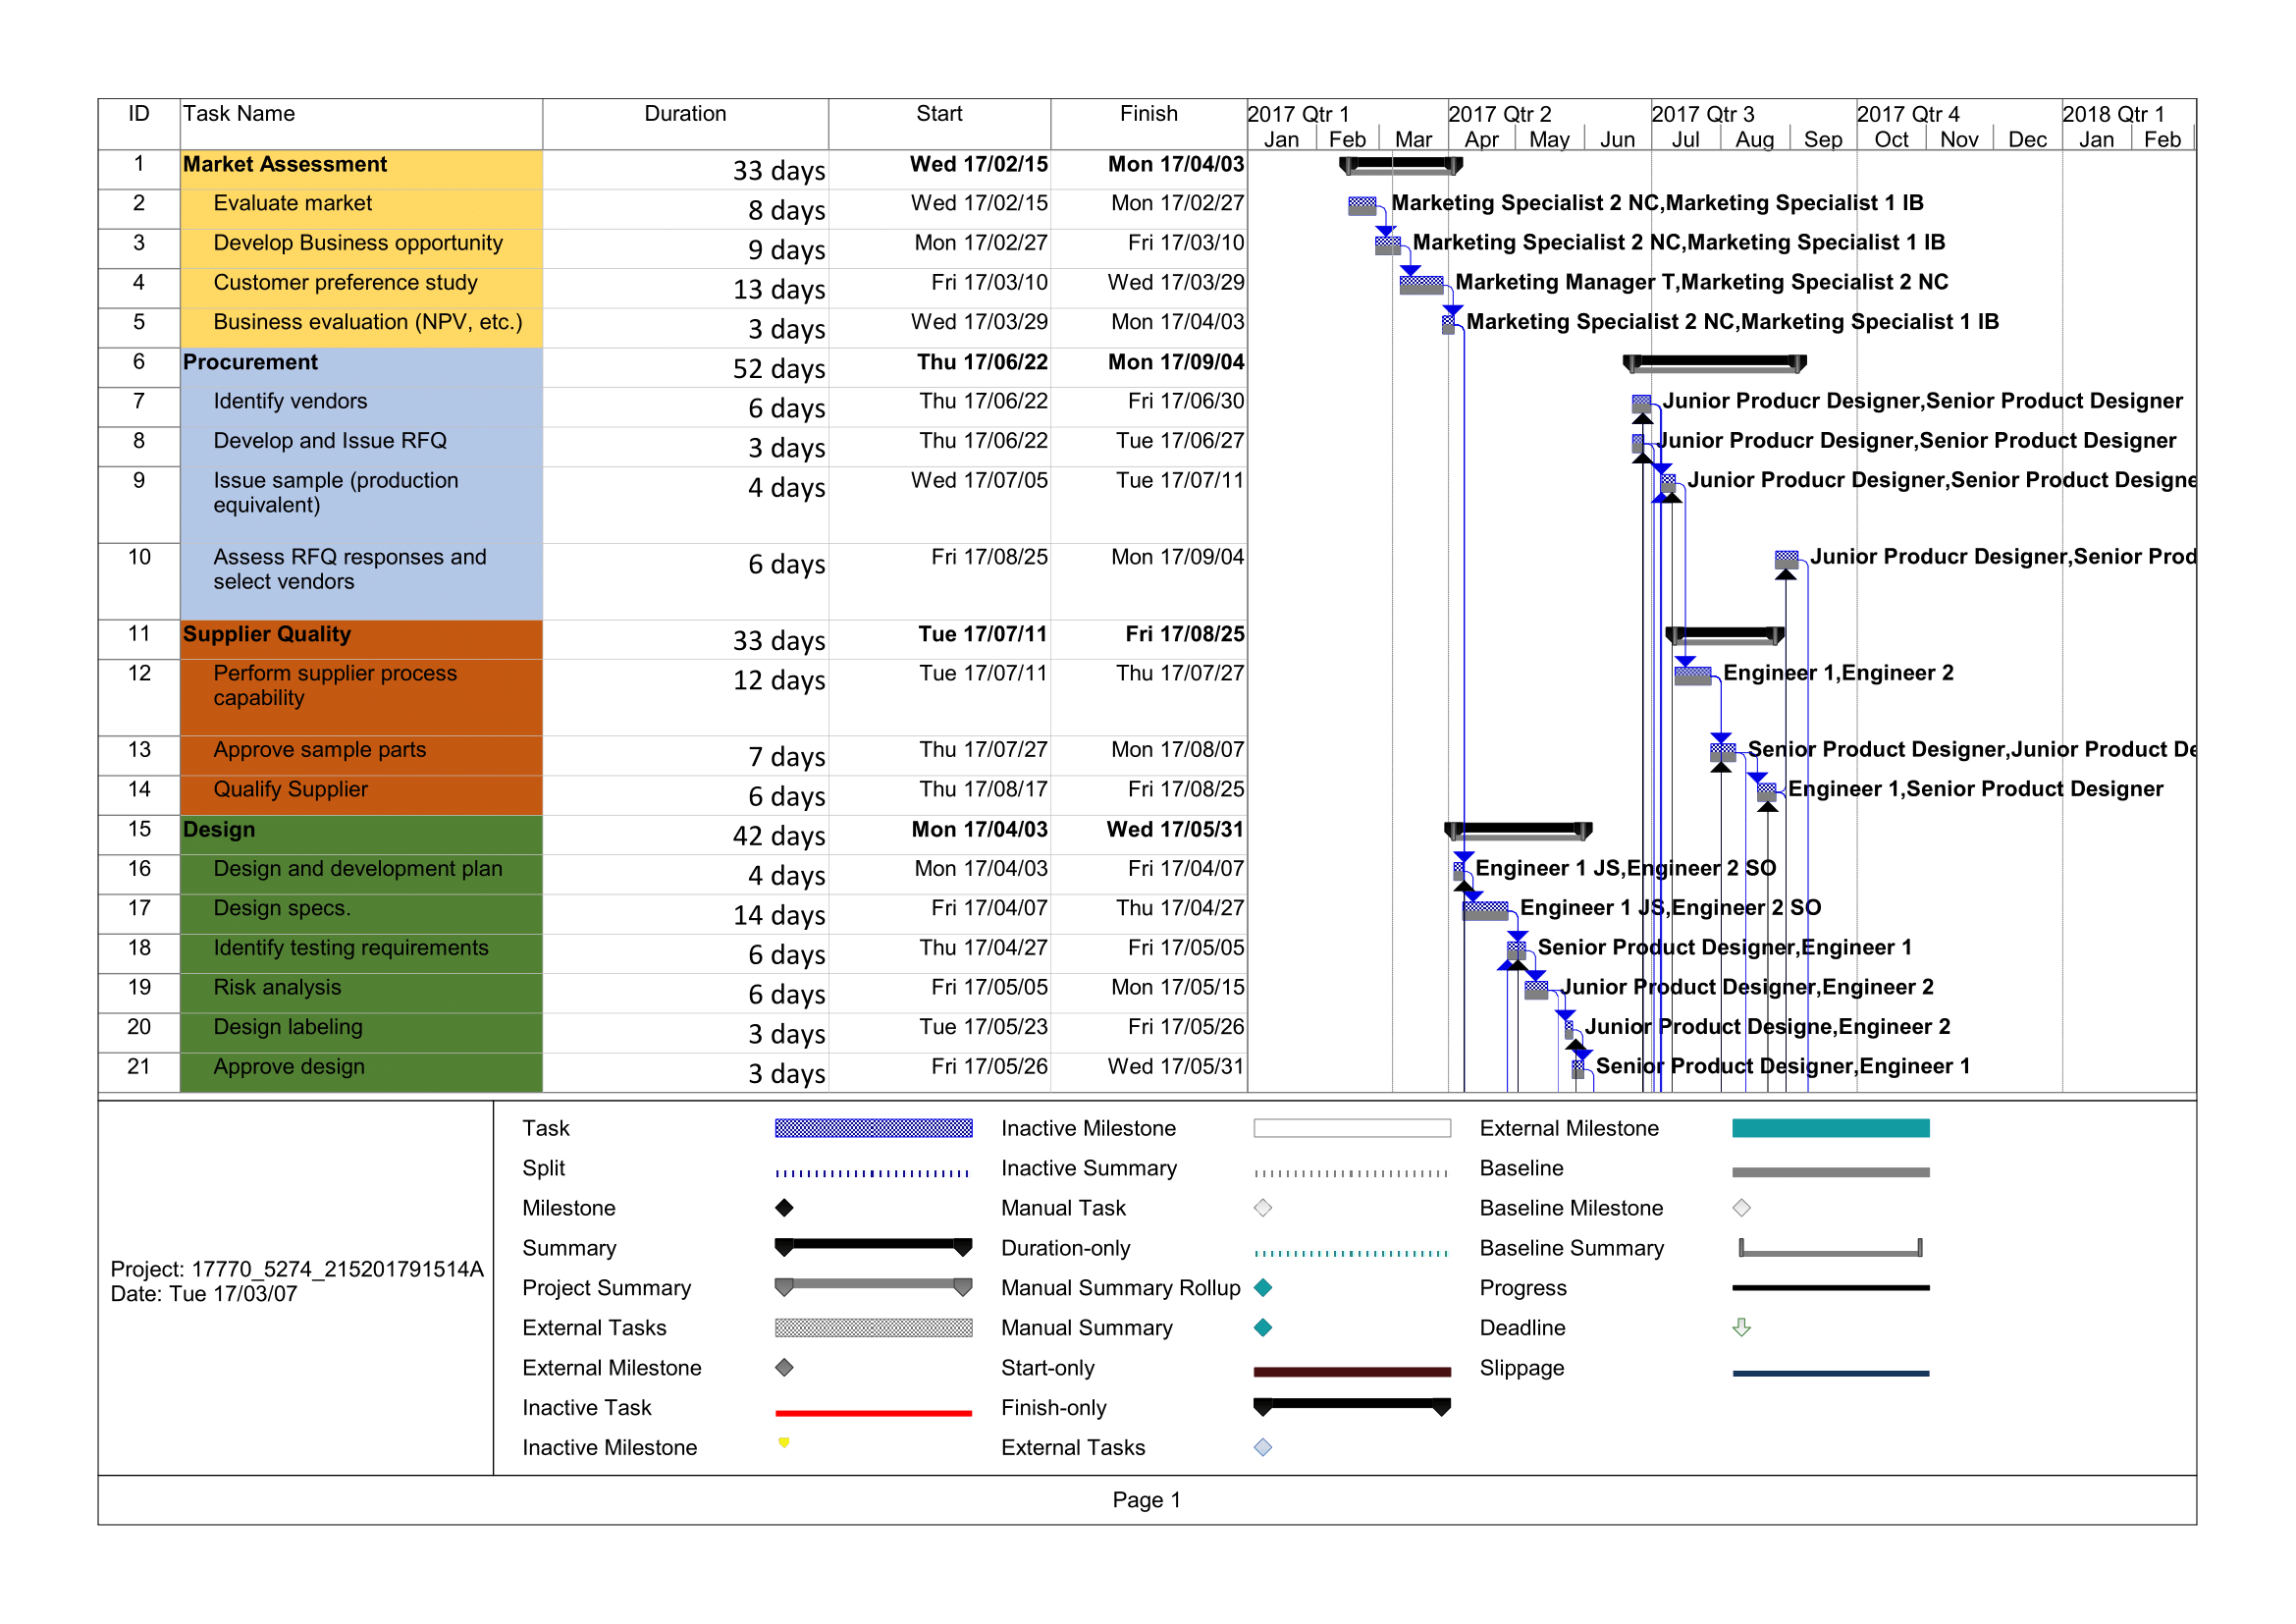 ID Task Name Duration Start Finish 2017 Qtr 1 2017 Qtr 2 2017 Qtr 3 2017 Qtr 4 2018 Qtr 1
Jan Feb Mar Apr May Jun Jul Aug Sep Oct Nov Dec Jan Feb
1 Market Assessment 33 days Wed 17/02/15 Mon 17/04/03
2 Evaluate market 8 days Wed 17/02/15 Mon 17/02/27 Marketing Specialist 2 NC,Marketing Specialist 1 IB
3 Develop Business opportunity 9 days Mon 17/02/27 Fri 17/03/10 Marketing Specialist 2 NC,Marketing Specialist 1 IB
4 Customer preference study 13 days Fri 17/03/10 Wed 17/03/29 Marketing Manager T,Marketing Specialist 2 NC
5 Business evaluation (NPV, etc.) 3 days Wed 17/03/29 Mon 17/04/03 Marketing Specialist 2 NC,Marketing Specialist 1 IB
6 Procurement 52 days Thu 17/06/22 Mon 17/09/04
7 Identify vendors 6 days Thu 17/06/22 Fri 17/06/30 Junior Producr Designer,Senior Product Designer
8 Develop and Issue RFQ 3 days Thu 17/06/22 Tue 17/06/27 Junior Producr Designer,Senior Product Designer
9 Issue sample (production 4 days Wed 17/07/05 Tue 17/07/11 Junior Producr Designer,Senior Product Designe
equivalent)
10 Assess RFQ responses and 6 days Fri 17/08/25 Mon 17/09/04 Junior Producr Designer,Senior Prod
select vendors
11 Supplier Quality 33 days Tue 17/07/11 Fri 17/08/25
12 Perform supplier process 12 days Tue 17/07/11 Thu 17/07/27 Engineer 1,Engineer 2
capability
13 Approve sample parts 7 days Thu 17/07/27 Mon 17/08/07 Senior Product Designer,Junior Product De
14 Qualify Supplier 6 days Thu 17/08/17 Fri 17/08/25 Engineer 1,Senior Product Designer
15 Design 42 days Mon 17/04/03 Wed 17/05/31
16 Design and development plan 4 days Mon 17/04/03 Fri 17/04/07 Engineer 1 JS,Engineer 2 SO
17 Design specs. 14 days Fri 17/04/07 Thu 17/04/27 Engineer 1 JS,Engineer 2 SO
18 Identify testing requirements 6 days Thu 17/04/27 Fri 17/05/05 Senior Product Designer,Engineer 1
19 Risk analysis 6 days Fri 17/05/05 Mon 17/05/15 Junior Product Designer,Engineer 2
20 Design labeling 3 days Tue 17/05/23 Fri 17/05/26 Junior Product Designe,Engineer 2
21 Approve design 3 days Fri 17/05/26 Wed 17/05/31 Senior Product Designer,Engineer 1
Project: 17770_5274_215201791514A
Date: Tue 17/03/07
Task Inactive Milestone External Milestone
Split Inactive Summary Baseline
Milestone Manual Task Baseline Milestone
Summary Duration-only Baseline Summary
Project Summary Manual Summary Rollup Progress
External Tasks Manual Summary Deadline
External Milestone Start-only Slippage
Inactive Task Finish-only
Inactive Milestone External Tasks
Page 1